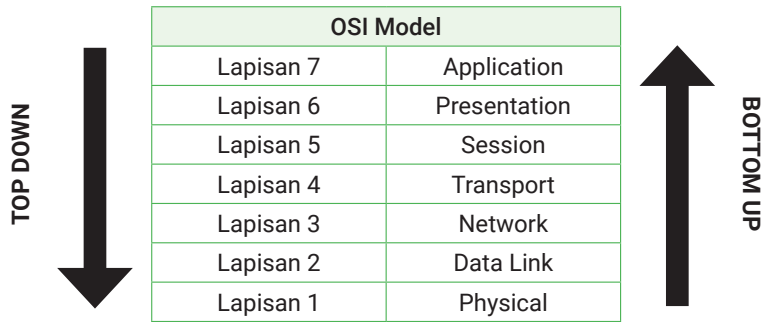 OSI Model
Lapisan 7 Application
Lapisan 6 Presentation
Lapisan 5 Session
Lapisan 4 Transport
Lapisan 3 Network
Lapisan 2 Data Link
Lapisan 1 Physical
TOP DOWN
BOTTOM UP